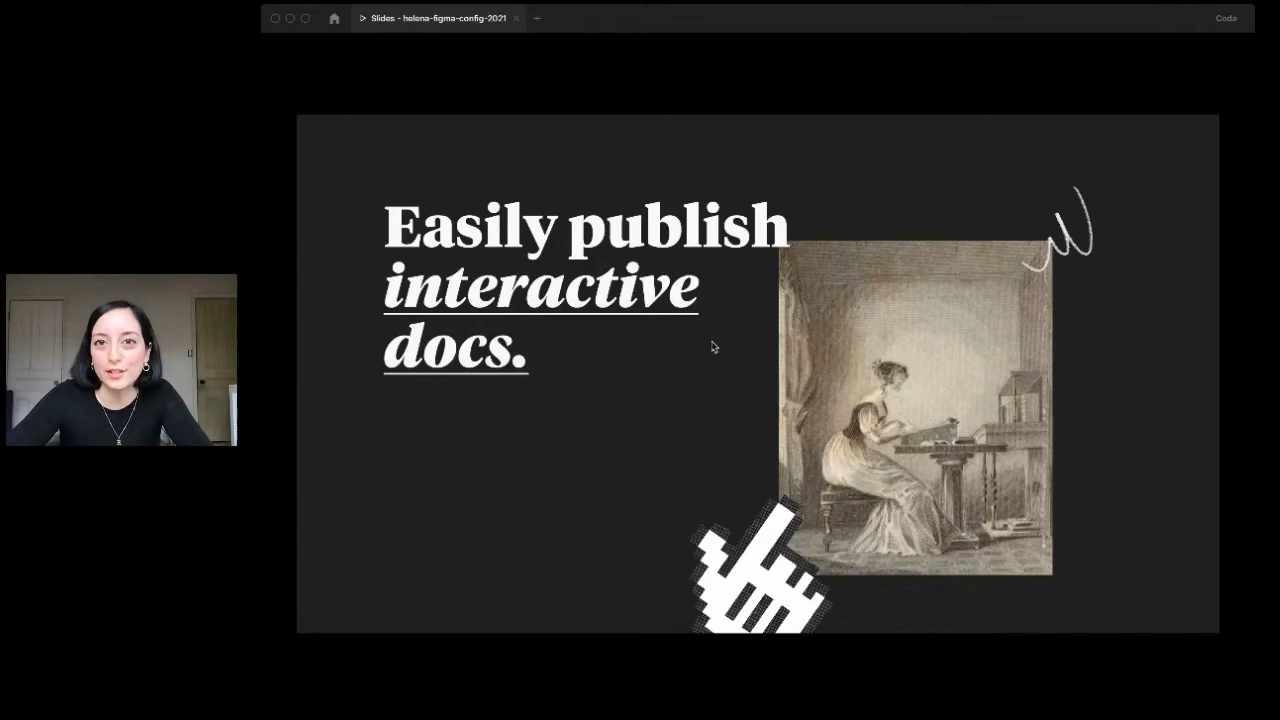 Slides - helena-figma-config-2021
Coda
Easily publish
interactive
docs.